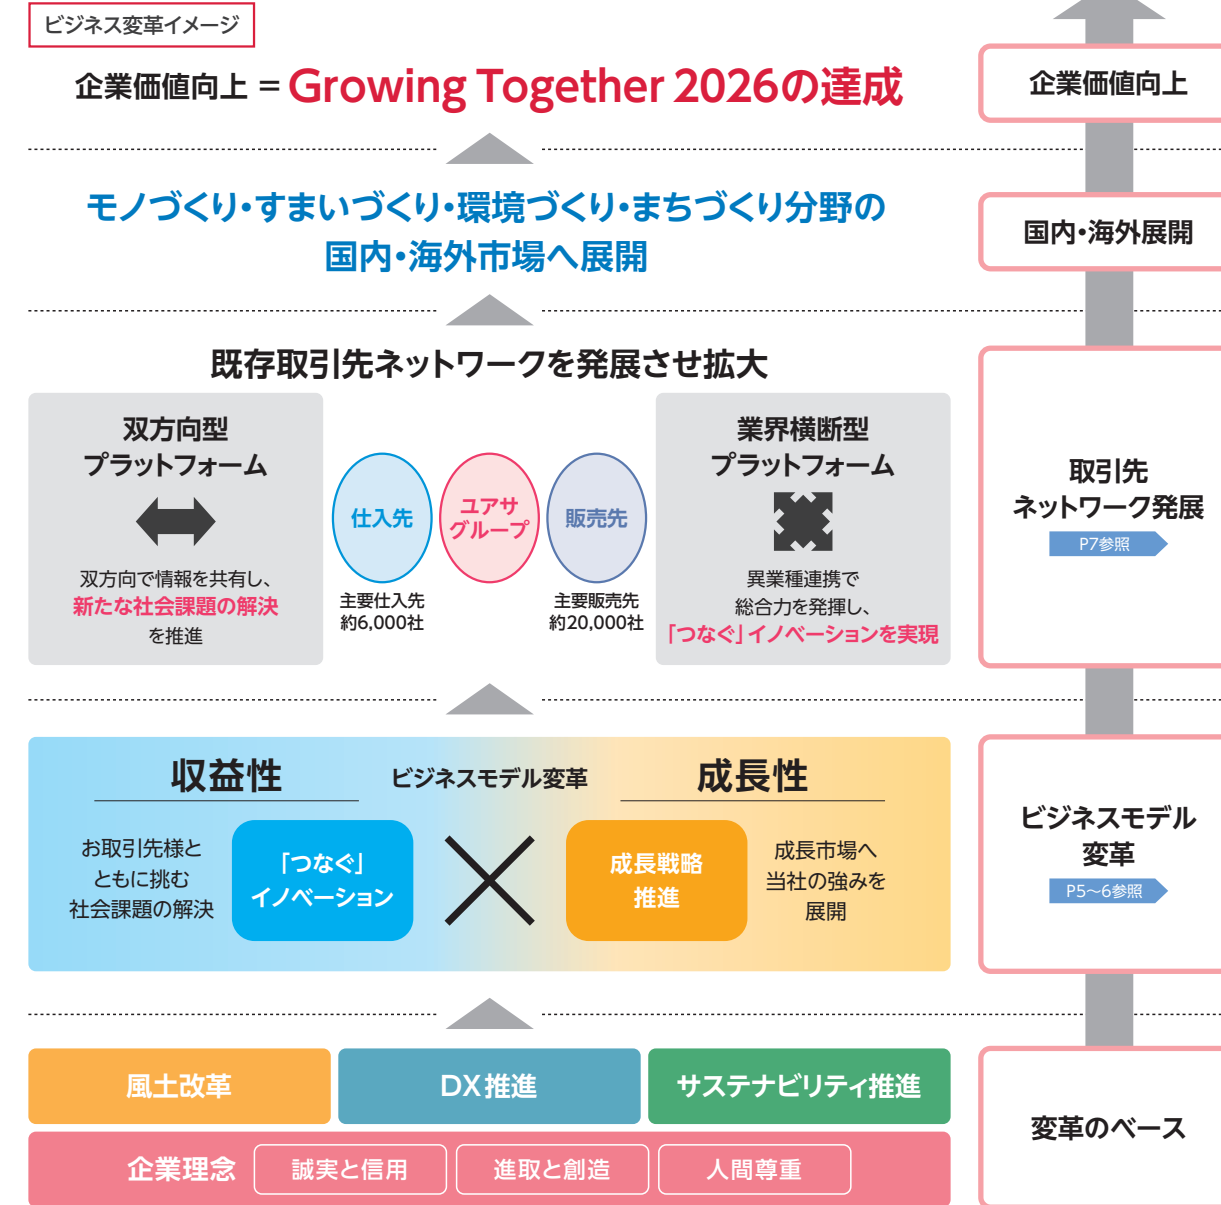 ビジネス変革イメージ
企業価値向上 = Growing Together 2026の達成
企業価値向上
モノづくり・すまいづくり・環境づくり・まちづくり分野の
国内・海外市場へ展開
国内・海外展開
既存取引先ネットワークを発展させ拡大
双方向型
プラットフォーム
双方向で情報を共有し、
新たな社会課題の解決
を推進
仕入先
主要仕入先
約6,000社
ユアサ
グループ
販売先
主要販売先
約20,000社
業界横断型
プラットフォーム
異業種連携で
総合力を発揮し、
「つなぐ」イノベーションを実現
取引先
ネットワーク発展
P7参照
収益性
ビジネスモデル変革
成長性
お取引先様と
ともに挑む
社会課題の解決
「つなぐ」
イノベーション
成長戦略
推進
成長市場へ
当社の強みを
展開
ビジネスモデル
変革
P5〜6参照
風土改革
DX推進
サステナビリティ推進
企業理念
誠実と信用
進取と創造
人間尊重
変革のベース